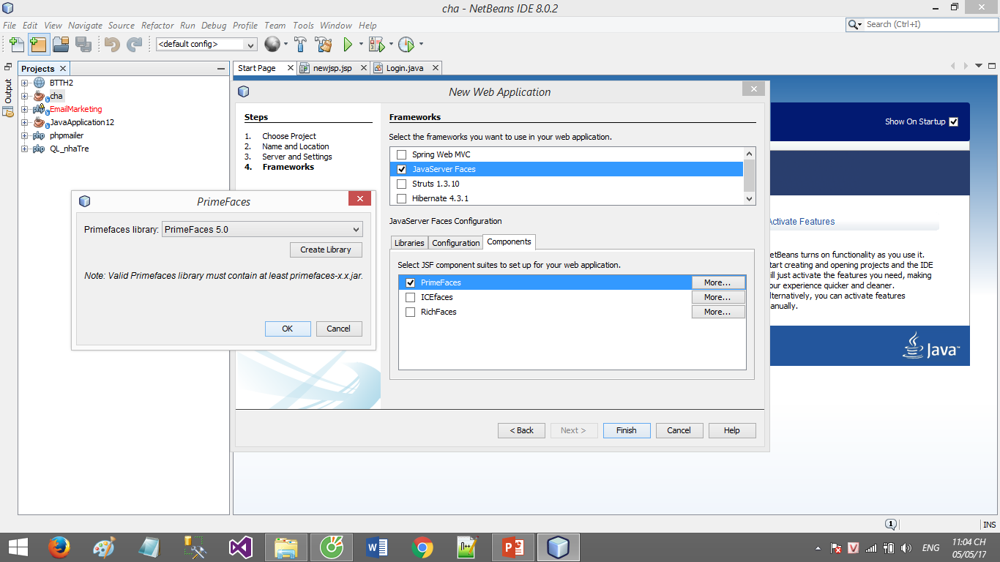 cha - NetBeans IDE 8.0.2
File Edit View Navigate Source Refactor Run Debug Profile Team Tools Window Help
Search (Ctrl+I)
<default config>
Projects
Start Page
newjsp.jsp
Login.java
Output
BTTH2
cha
EmailMarketing
JavaApplication12
php phpmailer
php QL_nhaTre
New Web Application
Steps
1. Choose Project
2. Name and Location
3. Server and Settings
4. Frameworks
Frameworks
Select the frameworks you want to use in your web application.
Spring Web MVC
JavaServer Faces
Struts 1.3.10
Hibernate 4.3.1
JavaServer Faces Configuration
Libraries Configuration Components
Select JSF component suites to set up for your web application.
PrimeFaces More...
ICEfaces More...
RichFaces More...
< Back Next > Finish Cancel Help
PrimeFaces
Primefaces library: PrimeFaces 5.0
Create Library
Note: Valid Primefaces library must contain at least primefaces-x.x.jar.
OK Cancel
Show On Startup
Activate Features
etBeans turns on functionality as you use it.
tart creating and opening projects and the IDE
ill just activate the features you need, making
our experience quicker and cleaner.
lternatively, you can activate features
anually.
Java
1 INS
ENG
11:04 CH
05/05/17